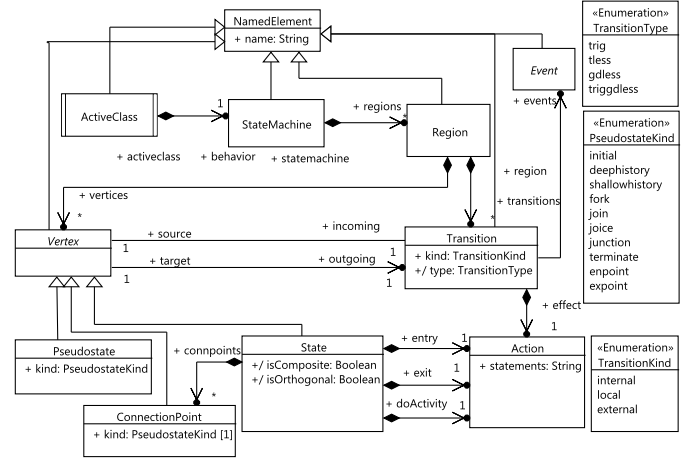 NamedElement
+ name: String
«Enumeration»
TransitionType
trig
tless
gdless
triggdless
Event
+ events
ActiveClass
1
StateMachine
+ regions
*
Region
+ activeclass
+ behavior
+ statemachine
«Enumeration»
PseudostateKind
initial
deephistory
shallowhistory
fork
join
joice
junction
terminate
enpoint
expoint
+ region
+ vertices
+ transitions
*
*
Vertex
1
+ source
+ incoming
1
Transition
+ kind: TransitionKind
+/ type: TransitionType
1
+ target
+ outgoing
1
+ effect
1
Pseudostate
+ kind: PseudostateKind
+ connpoints
*
State
+/ isComposite: Boolean
+/ isOrthogonal: Boolean
+ entry
1
+ exit
1
+ doActivity
1
Action
+ statements: String
«Enumeration»
TransitionKind
internal
local
external
ConnectionPoint
+ kind: PseudostateKind [1]